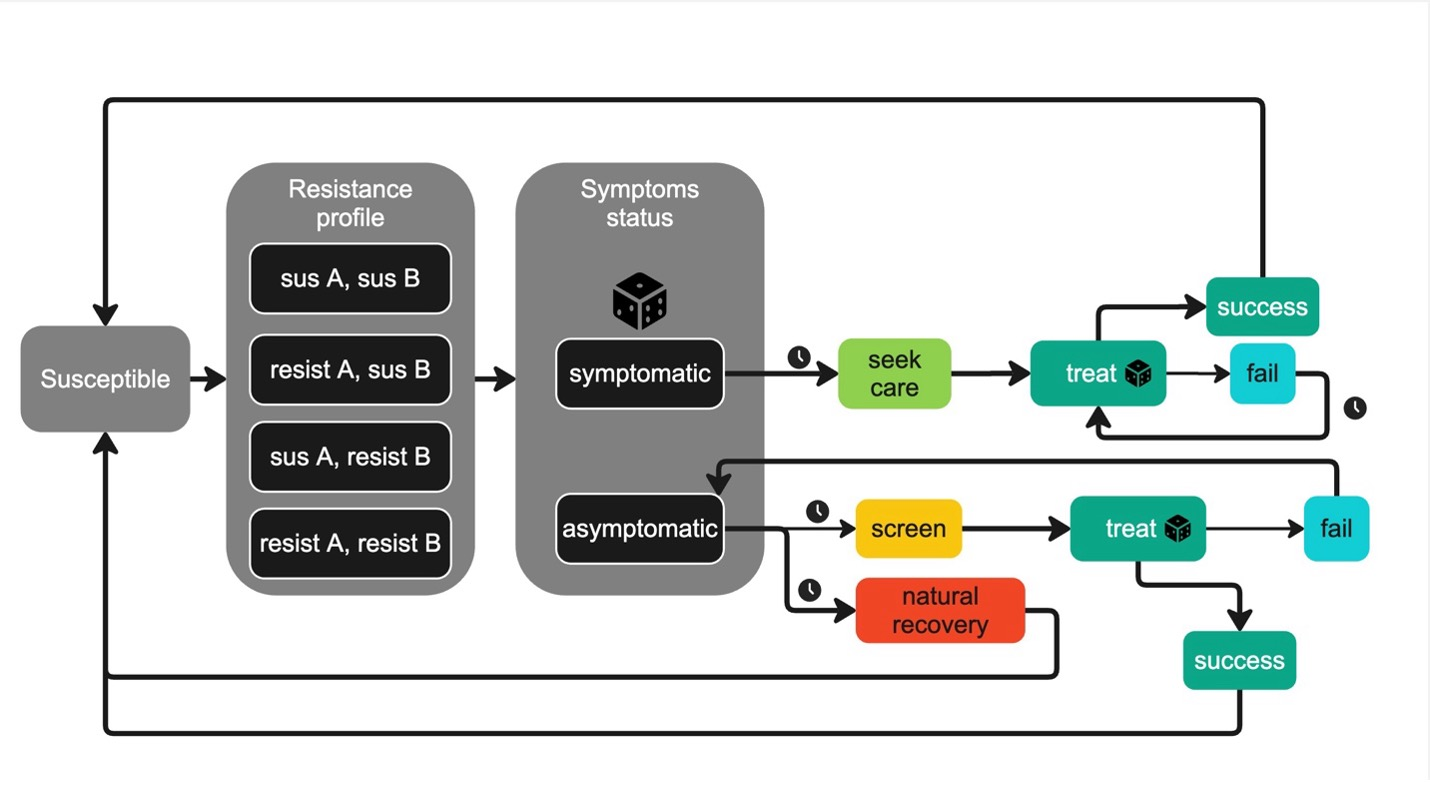 Resistance
profile
sus A, sus B
resist A, sus B
sus A, resist B
resist A, resist B
Symptoms
status
symptomatic
asymptomatic
Susceptible
seek
care
treat
success
fail
screen
treat
fail
natural
recovery
success